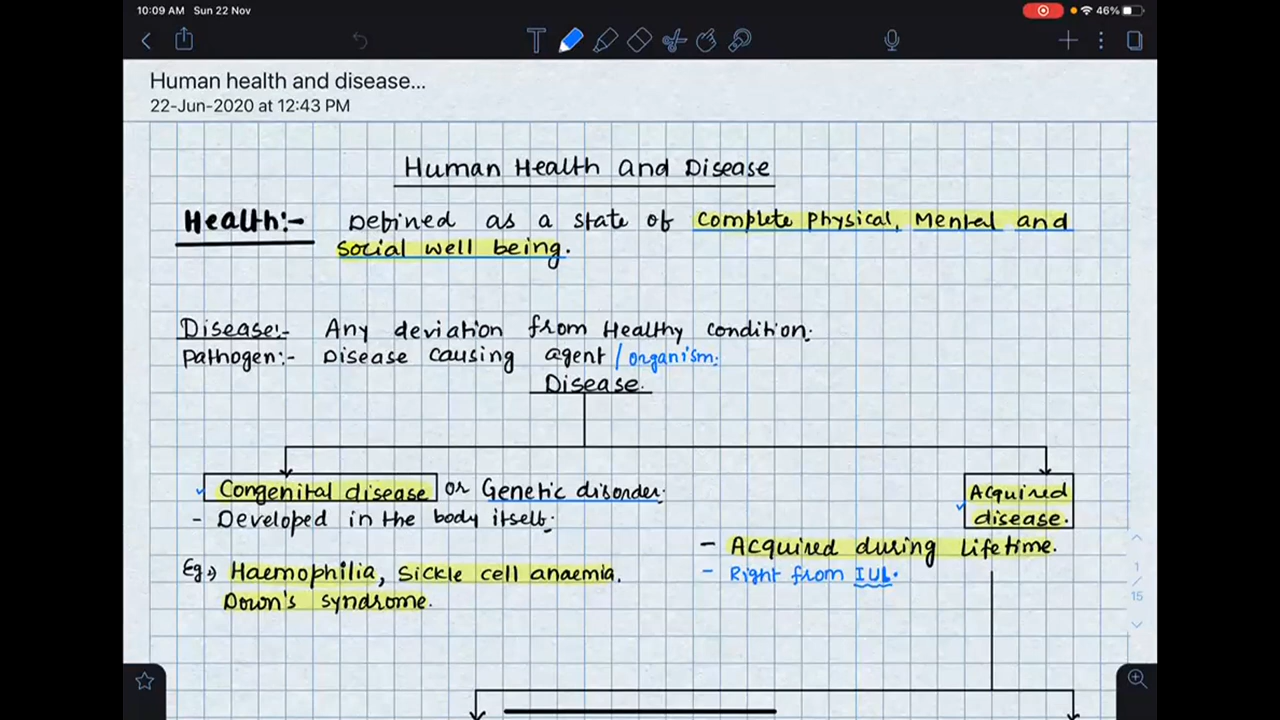 10:09 AM Sun 22 Nov
46%
Human health and disease...
22-Jun-2020 at 12:43 PM
Human Health and Disease
Health:- Defined as a state of complete physical, Mental and
social well being.
Disease:- Any deviation from Healthy condition.
Pathogen:- Disease causing agent / organism.
Disease.
Congenital disease or Genetic disorder.
Acquired
disease.
- Developed in the body itself.
- Acquired during lifetime.
- Right from IUL.
Eg:) Haemophilia, Sickle cell anaemia.
Down's syndrome.
1
/
15